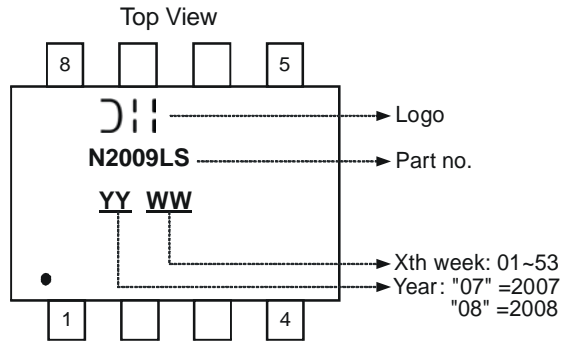 Top View
8 5
Logo
N2009LS
Part no.
YY WW
Xth week: 01~53
Year: "07" =2007
"08" =2008
1 4